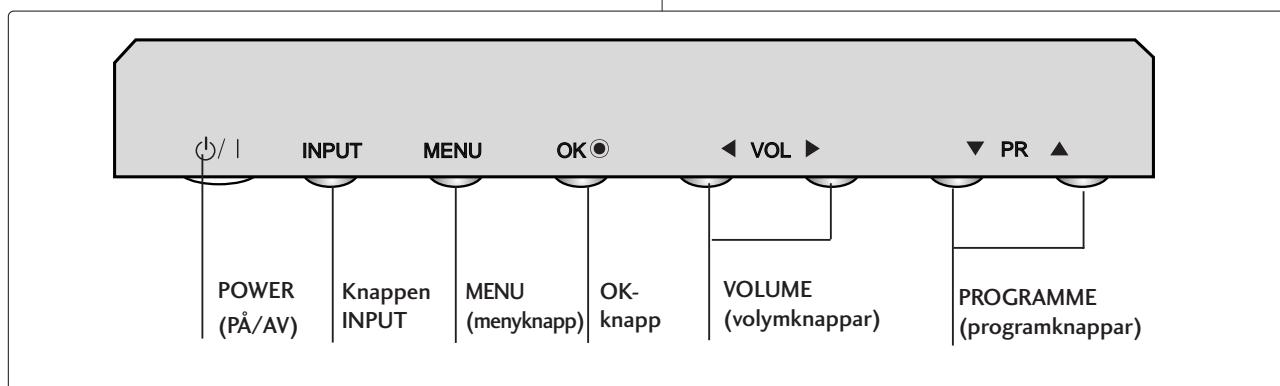 ⏻/ I INPUT MENU OK◉ ◀ VOL ▶ ▼ PR ▲
POWER
(PÅ/AV)
Knappen
INPUT
MENU
(menyknapp)
OK-
knapp
VOLUME
(volymknappar)
PROGRAMME
(programknappar)